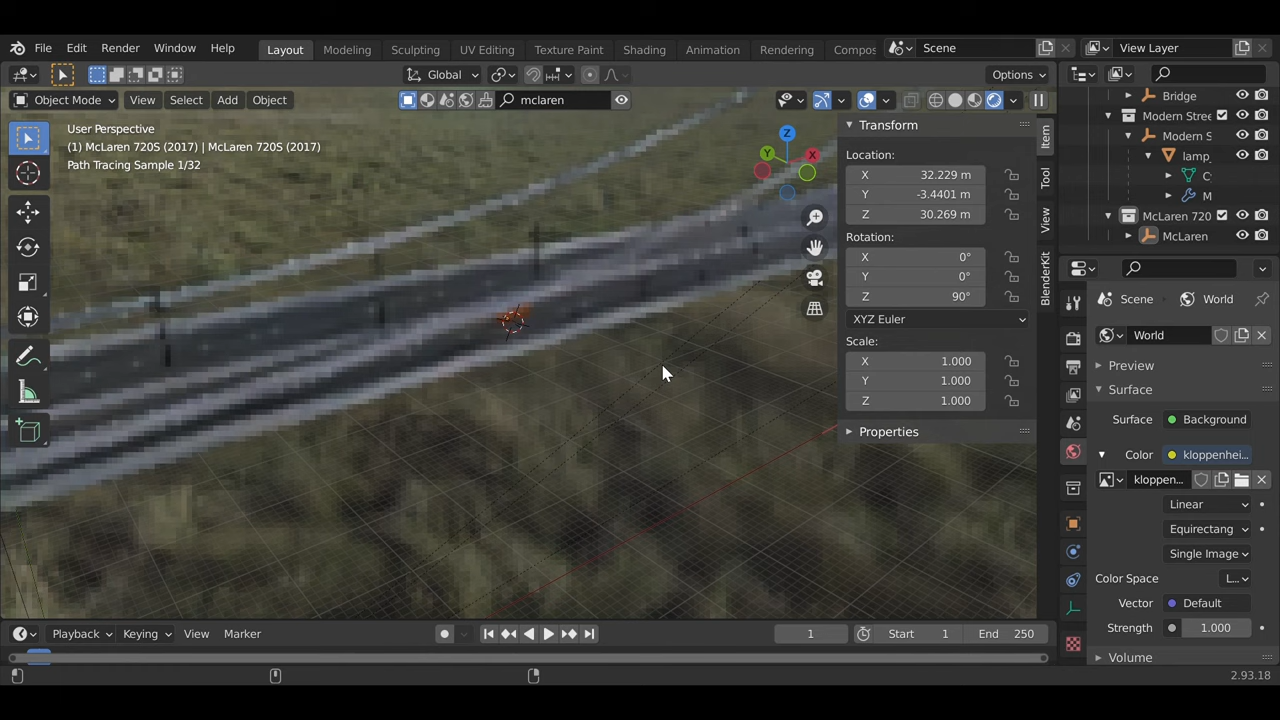 File Edit Render Window Help Layout Modeling Sculpting UV Editing Texture Paint Shading Animation Rendering Compos Scene View Layer
Global Options
Object Mode View Select Add Object mclaren
User Perspective
(1) McLaren 720S (2017) | McLaren 720S (2017)
Path Tracing Sample 1/32
Z
Y
X
Transform
Location:
X 32.229 m
Y -3.4401 m
Z 30.269 m
Rotation:
X 0°
Y 0°
Z 90°
XYZ Euler
Scale:
X 1.000
Y 1.000
Z 1.000
Properties
Item
Tool
View
BlenderKit
Bridge
Modern Stree
Modern S
lamp_
C
M
McLaren 720
McLaren
Scene World
World
Preview
Surface
Surface Background
Color kloppenhei...
kloppen...
Linear
Equirectang
Single Image
Color Space L...
Vector Default
Strength 1.000
Volume
Playback Keying View Marker 1 Start 1 End 250
2.93.18